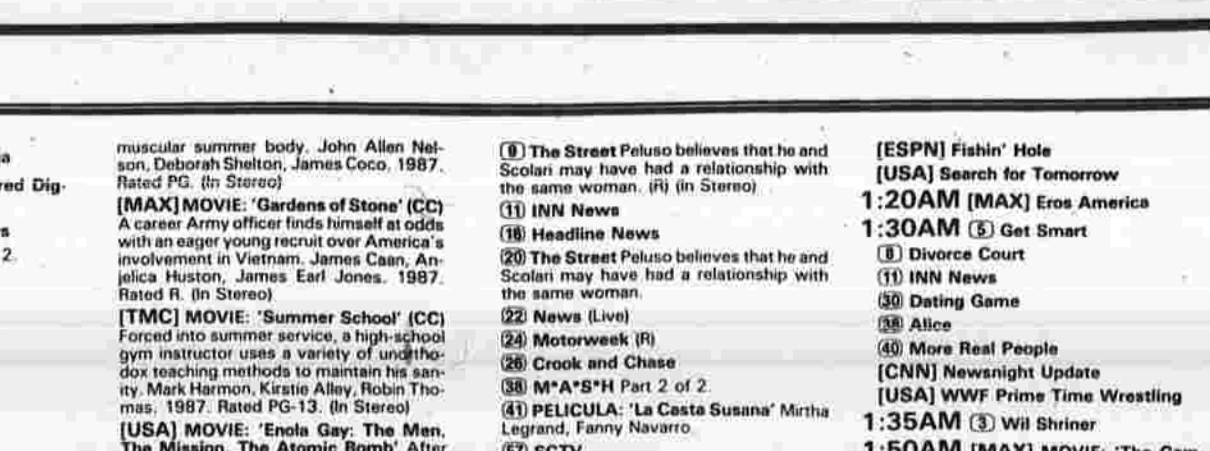 a
red Dig-
s
2.
muscular summer body. John Allen Nel-
son, Deborah Shelton, James Coco. 1987.
Rated PG. (In Stereo)
[MAX] MOVIE: 'Gardens of Stone' (CC)
A career Army officer finds himself at odds
with an eager young recruit over America's
involvement in Vietnam. James Caan, An-
jelica Huston, James Earl Jones. 1987.
Rated R. (In Stereo)
[TMC] MOVIE: 'Summer School' (CC)
Forced into summer service, a high-school
gym instructor uses a variety of unortho-
dox teaching methods to maintain his san-
ity. Mark Harmon, Kirstie Alley, Robin Tho-
mas. 1987. Rated PG-13. (In Stereo)
[USA] MOVIE: 'Enola Gay: The Men,
The Mission, The Atomic Bomb' After
(9) The Street Peluso believes that he and
Scolari may have had a relationship with
the same woman. (R) (In Stereo)
(11) INN News
(18) Headline News
(20) The Street Peluso believes that he and
Scolari may have had a relationship with
the same woman.
(22) News (Live)
(24) Motorweek (R)
(26) Crook and Chase
(38) M*A*S*H Part 2 of 2
(41) PELICULA: 'La Casta Susana' Mirtha
Legrand, Fanny Navarro
(57) SCTV
[ESPN] Fishin' Hole
[USA] Search for Tomorrow
1:20AM [MAX] Eros America
1:30AM (5) Get Smart
(8) Divorce Court
(11) INN News
(30) Dating Game
(38) Alice
(40) More Real People
[CNN] Newsnight Update
[USA] WWF Prime Time Wrestling
1:35AM (3) Wil Shriner
1:50AM [MAX] MOVIE: 'The